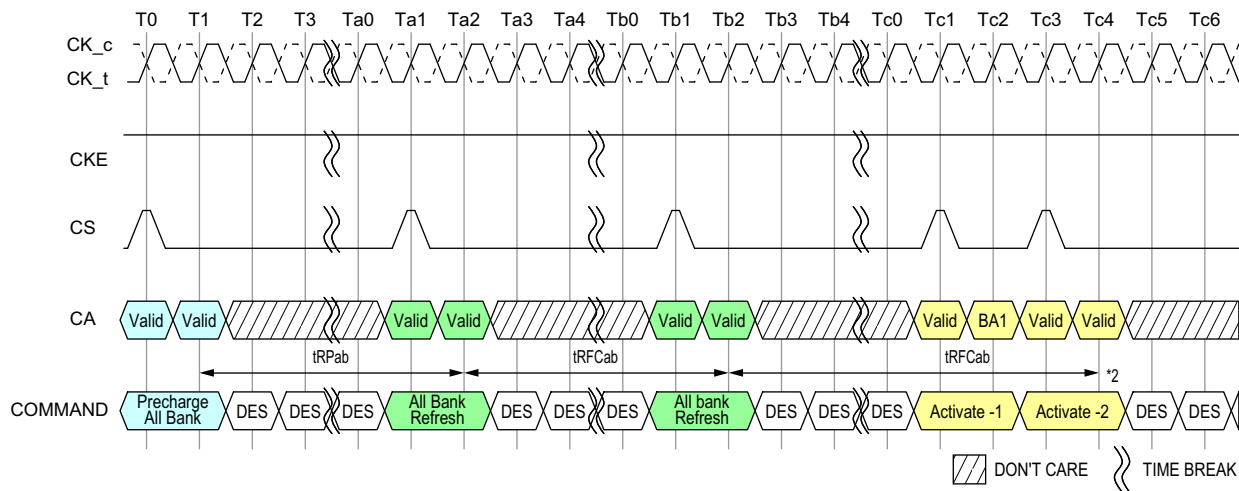 T0 T1 T2 T3 Ta0 Ta1 Ta2 Ta3 Ta4 Tb0 Tb1 Tb2 Tb3 Tb4 Tc0 Tc1 Tc2 Tc3 Tc4 Tc5 Tc6
CK_c
CK_t
CKE
CS
CA Valid Valid Valid Valid Valid Valid Valid BA1 Valid Valid
tRPab tRFCab tRFCab *2
COMMAND Precharge All Bank DES DES DES All Bank Refresh DES DES DES All bank Refresh DES DES DES Activate -1 Activate -2 DES DES
DON'T CARE TIME BREAK